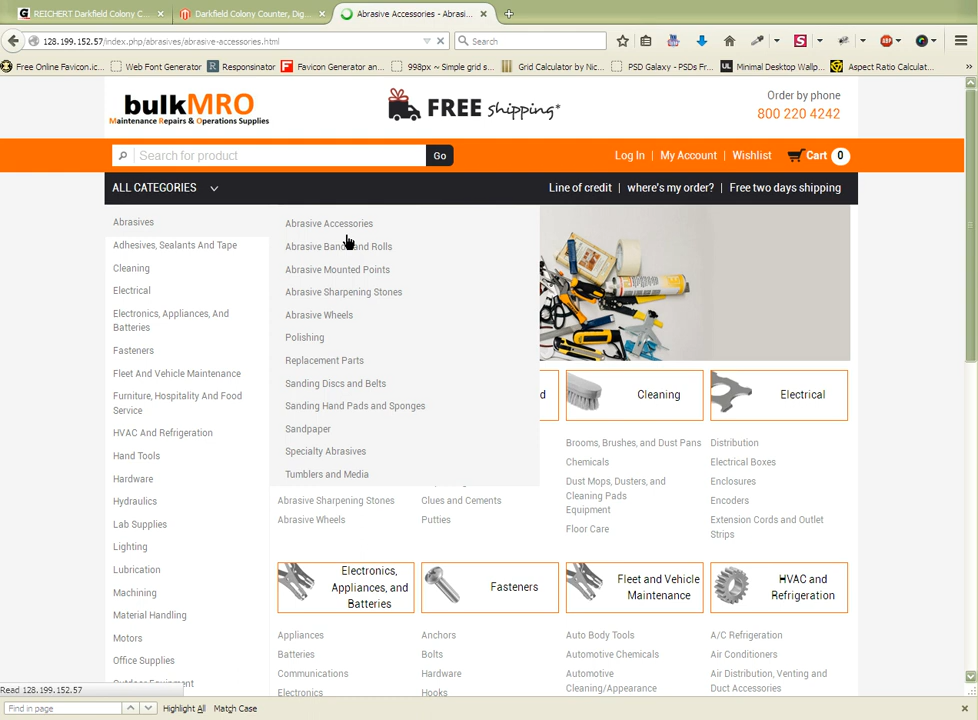 REICHERT Darkfield Colony C...
Darkfield Colony Counter, Dig...
Abrasive Accessories - Abrasi...
128.199.152.57/index.php/abrasives/abrasive-accessories.html
Search
Free Online Favicon.ic...
Web Font Generator
Responsinator
Favicon Generator an...
998px ~ Simple grid s...
Grid Calculator by Nic...
PSD Galaxy - PSDs Fr...
Minimal Desktop Wallp...
Aspect Ratio Calculat...
bulkMRO
Maintenance Repairs & Operations Supplies
FREE shipping*
Order by phone
800 220 4242
Search for product
Go
Log In | My Account | Wishlist
Cart 0
ALL CATEGORIES
Line of credit | where's my order? | Free two days shipping
Abrasives
Adhesives, Sealants And Tape
Cleaning
Electrical
Electronics, Appliances, And
Batteries
Fasteners
Fleet And Vehicle Maintenance
Furniture, Hospitality And Food
Service
HVAC And Refrigeration
Hand Tools
Hardware
Hydraulics
Lab Supplies
Lighting
Lubrication
Machining
Material Handling
Motors
Office Supplies
Abrasive Accessories
Abrasive Bands and Rolls
Abrasive Mounted Points
Abrasive Sharpening Stones
Abrasive Wheels
Polishing
Replacement Parts
Sanding Discs and Belts
Sanding Hand Pads and Sponges
Sandpaper
Specialty Abrasives
Tumblers and Media
Abrasive Sharpening Stones
Abrasive Wheels
d
Clues and Cements
Putties
Cleaning
Brooms, Brushes, and Dust Pans
Chemicals
Dust Mops, Dusters, and
Cleaning Pads
Equipment
Floor Care
Electrical
Distribution
Electrical Boxes
Enclosures
Encoders
Extension Cords and Outlet
Strips
Electronics,
Appliances, and
Batteries
Appliances
Batteries
Communications
Electronics
Fasteners
Anchors
Bolts
Hardware
Hooks
Fleet and Vehicle
Maintenance
Auto Body Tools
Automotive Chemicals
Automotive
Cleaning/Appearance
HVAC and
Refrigeration
A/C Refrigeration
Air Conditioners
Air Distribution, Venting and
Duct Accessories
Read 128.199.152.57
Find in page
Highlight All
Match Case